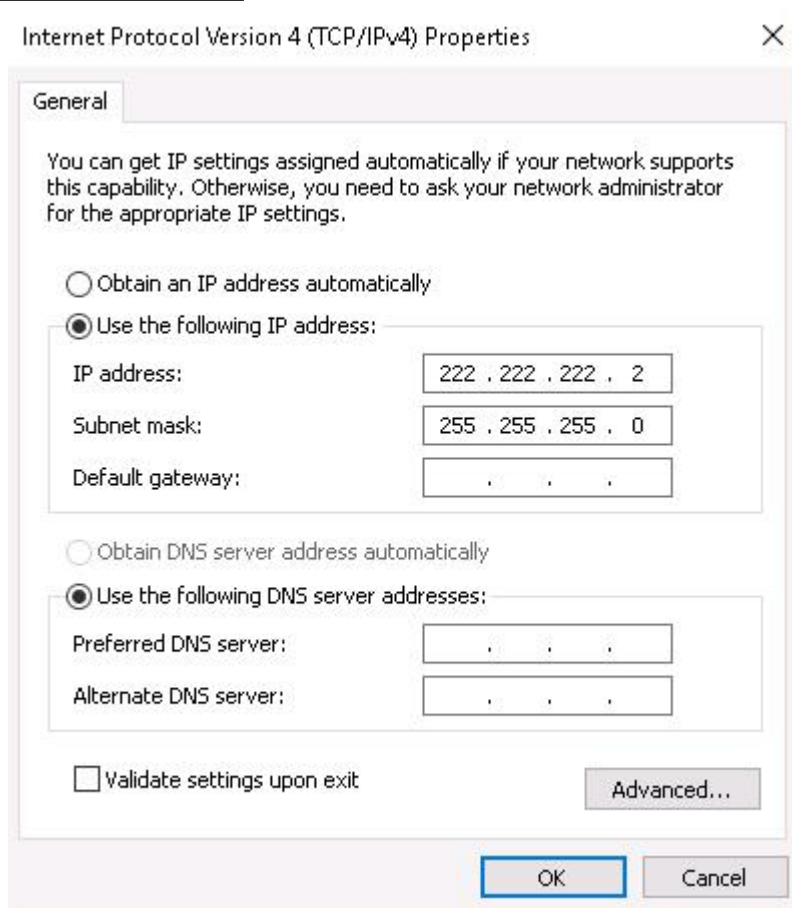 Internet Protocol Version 4 (TCP/IPv4) Properties
General
You can get IP settings assigned automatically if your network supports
this capability. Otherwise, you need to ask your network administrator
for the appropriate IP settings.
Obtain an IP address automatically
Use the following IP address:
IP address: 222 . 222 . 222 . 2
Subnet mask: 255 . 255 . 255 . 0
Default gateway: . . .
Obtain DNS server address automatically
Use the following DNS server addresses:
Preferred DNS server: . . .
Alternate DNS server: . . .
Validate settings upon exit
Advanced...
OK Cancel